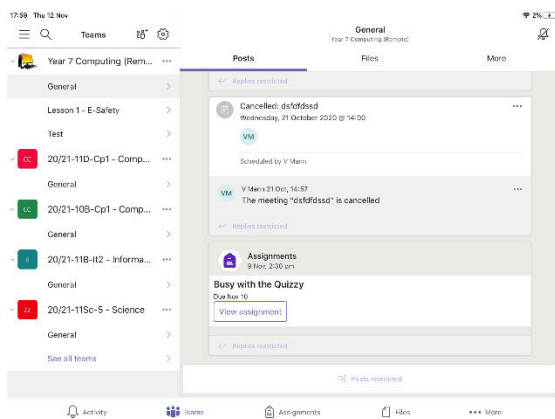 17:59 Thu 12 Nov
2%
Teams
General
Year 7 Computing (Remote)
Posts
Files
More
Year 7 Computing (Rem...
General
Lesson 1 - E-Safety
Test
CC
20/21-11D-Cp1 - Comp...
General
CC
20/21-10B-Cp1 - Comp...
General
20/21-11B-It2 - Informa...
General
22
20/21-11Sc-5 - Science
General
See all teams
Replies restricted
Cancelled: dsfdfdssd
Wednesday, 21 October 2020 @ 14:00
VM
Scheduled by V Mann
VM
V Mann 21 Oct, 14:57
The meeting "dsfdfdssd" is cancelled
Replies restricted
Assignments
9 Nov, 2:30 pm
Busy with the Quizzy
Due Nov 10
View assignment
Replies restricted
Posts restricted
Activity
Teams
Assignments
Files
More